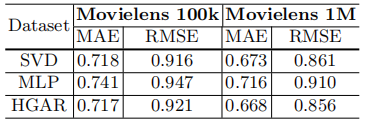 Dataset Movielens 100k Movielens 1M
MAE RMSE MAE RMSE
SVD 0.718 0.916 0.673 0.861
MLP 0.741 0.947 0.716 0.910
HGAR 0.717 0.921 0.668 0.856